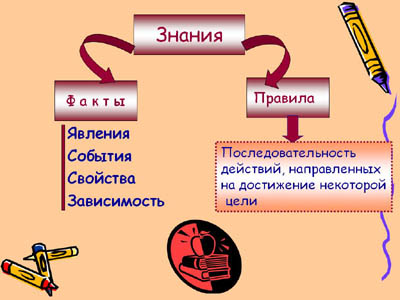 Знания
Ф а к т ы
Правила
Явления
События
Свойства
Зависимость
Последовательность
действий, направленных
на достижение некоторой
цели